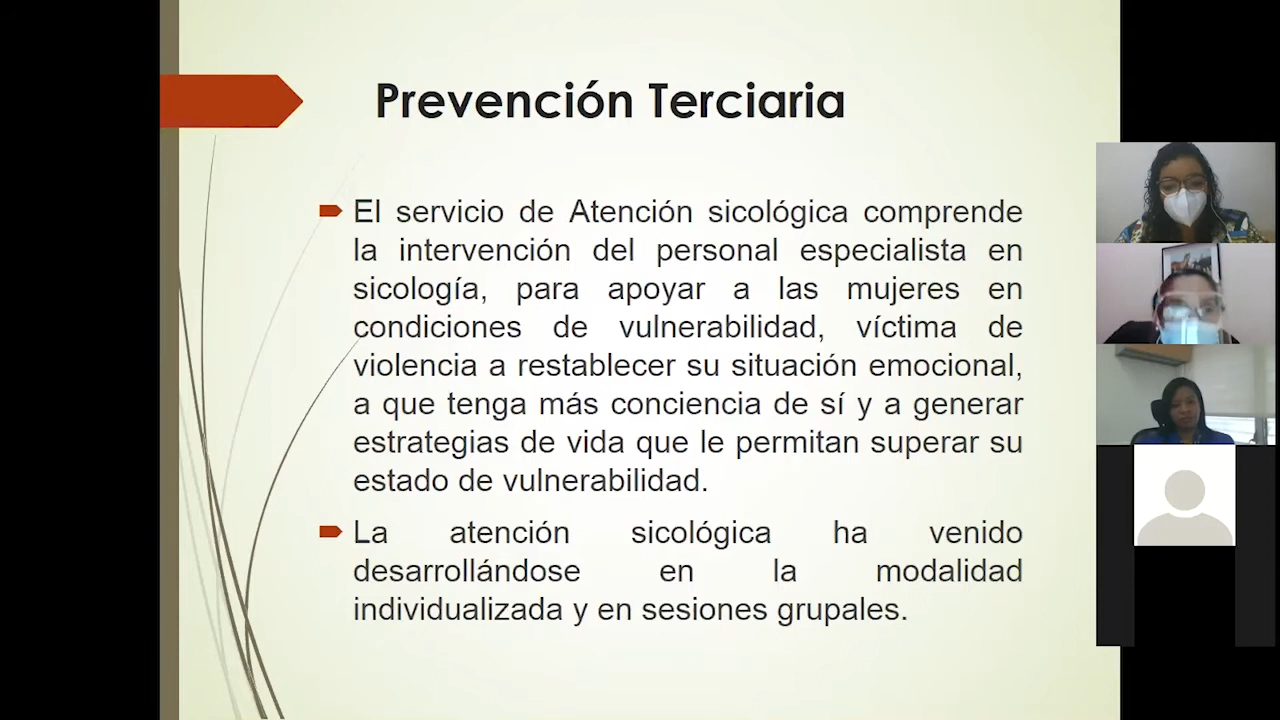 Prevención Terciaria
El servicio de Atención sicológica comprende
la intervención del personal especialista en
sicología, para apoyar a las mujeres en
condiciones de vulnerabilidad, víctima de
violencia a restablecer su situación emocional,
a que tenga más conciencia de sí y a generar
estrategias de vida que le permitan superar su
estado de vulnerabilidad.
La atención sicológica ha venido
desarrollándose en la modalidad
individualizada y en sesiones grupales.